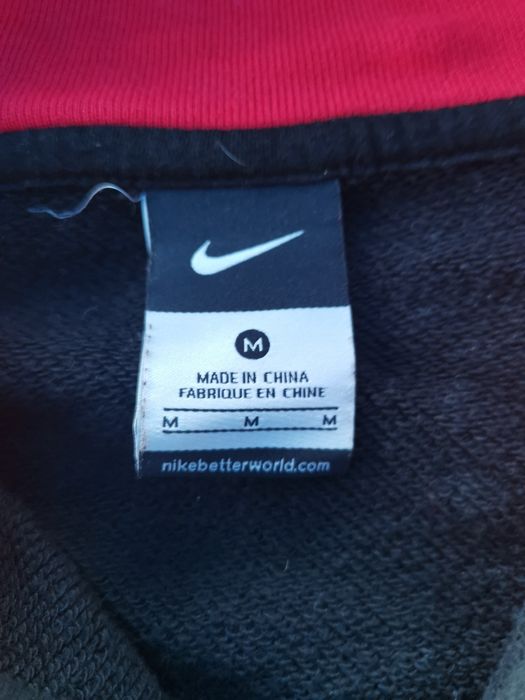 M
MADE IN CHINA
FABRIQUE EN CHINE
M M M
nikebetterworld.com